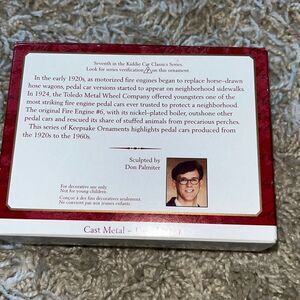 Seventh in the Kiddie Car Classics Series.
Look for series verification 7 on this ornament.
In the early 1920s, as motorized fire engines began to replace horse-drawn
hose wagons, pedal car versions started to appear on neighborhood sidewalks.
In 1924, the Toledo Metal Wheel Company offered youngsters one of the
most striking fire engine pedal cars ever trusted to protect a neighborhood.
The original Fire Engine #6, with its nickel-plated boiler, outshone other
pedal cars and rescued its share of stuffed animals from precarious perches.
This series of Keepsake Ornaments highlights pedal cars produced from
the 1920s to the 1960s.
Sculpted by
Don Palmiter
For decorative use only.
Not for young children.
Conçu à des fins décoratives seulement.
Ne convient pas aux jeunes enfants.
Cast Metal –